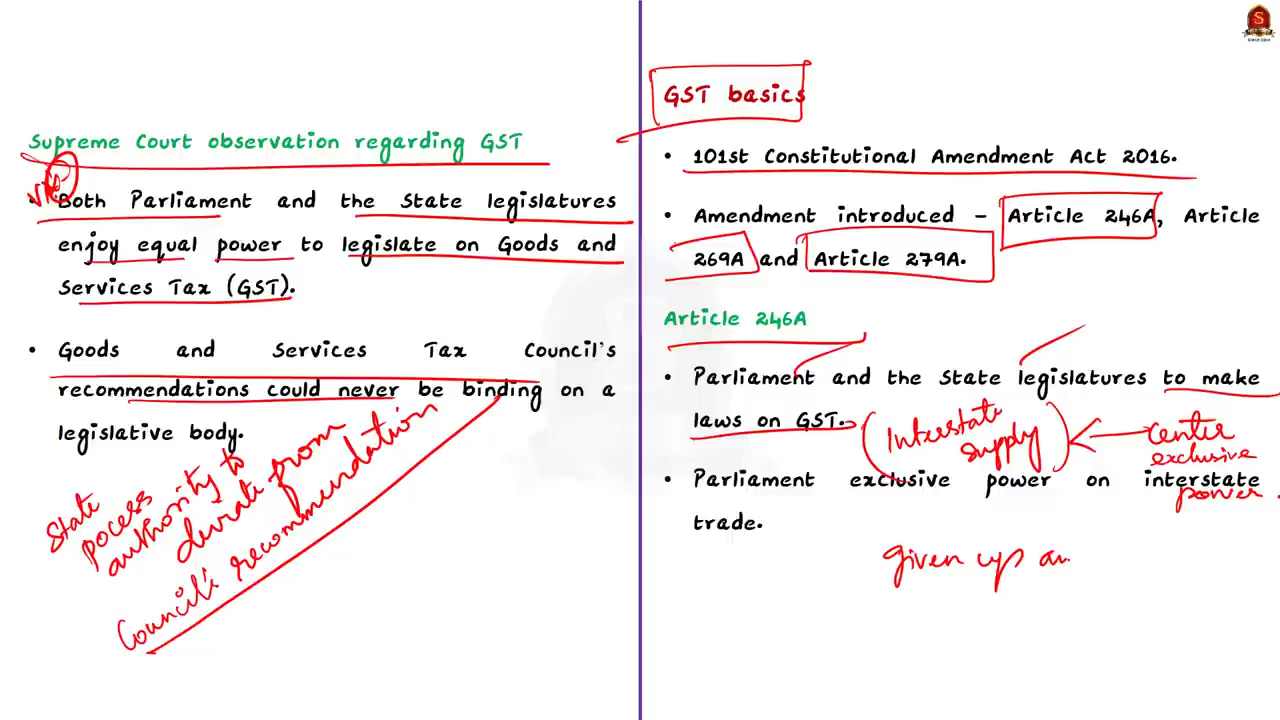 Supreme Court observation regarding GST
• Both Parliament and the State legislatures
enjoy equal power to legislate on Goods and
Services Tax (GST).
• Goods and Services Tax Council's
recommendations could never be binding on a
legislative body.
State
pocess
authority to
deviate from
Council's recommendation
GST basics
• 101st Constitutional Amendment Act 2016.
• Amendment introduced - Article 246A, Article
269A and Article 279A.
Article 246A
• Parliament and the State legislatures to make
laws on GST.
(Interstate
supply)
center
exclusive
power.
• Parliament exclusive power on interstate
trade.
given up an
S
SINCE 2004